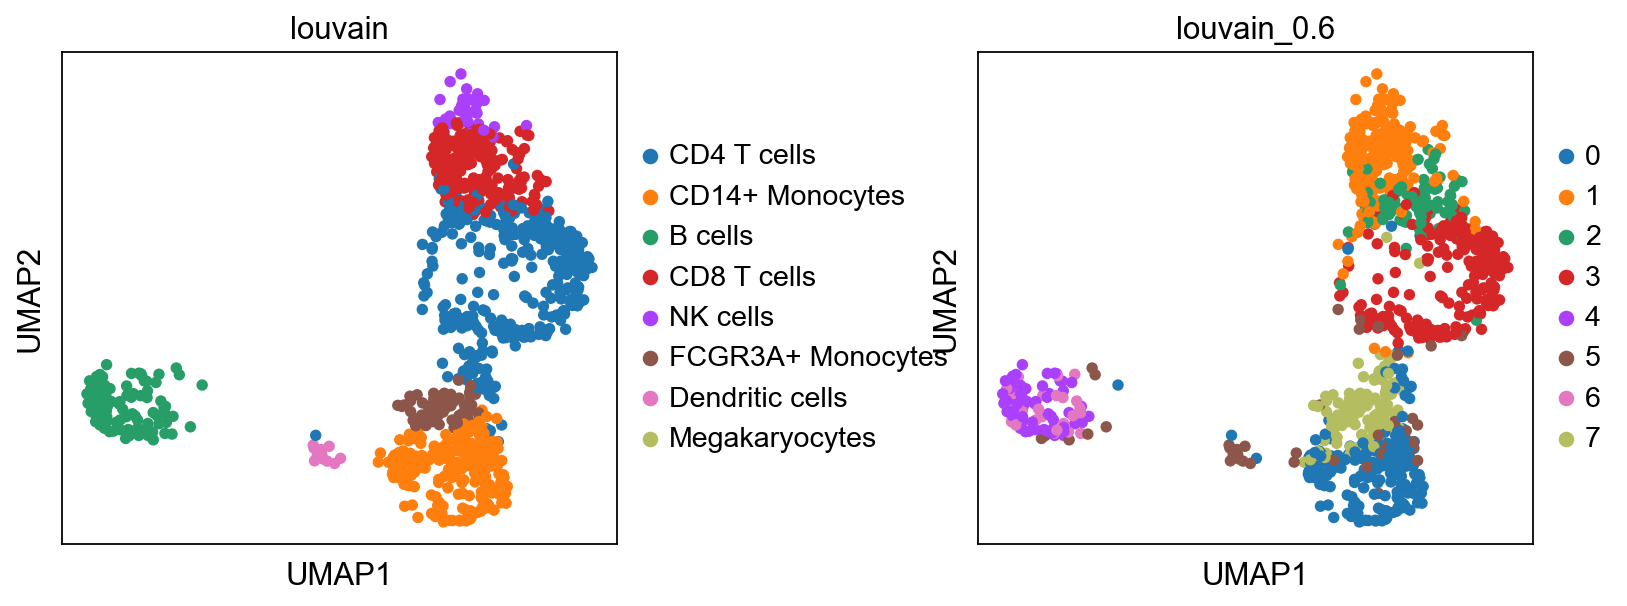 louvain
UMAP2
UMAP1
CD4 T cells
CD14+ Monocytes
B cells
CD8 T cells
NK cells
FCGR3A+ Monocytes
Dendritic cells
Megakaryocytes
louvain_0.6
UMAP2
UMAP1
0
1
2
3
4
5
6
7